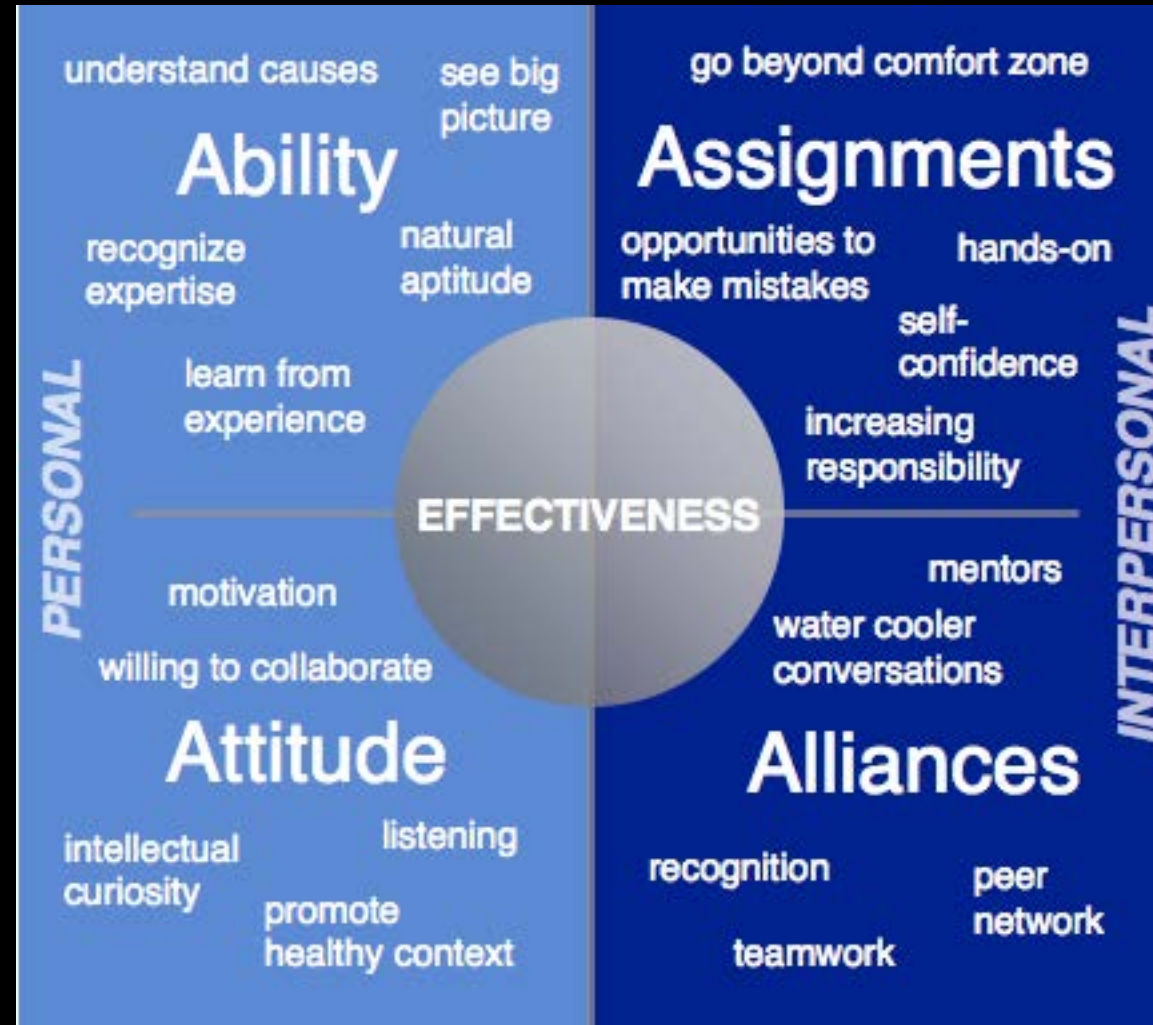 understand causes
see big
picture
Ability
recognize
expertise
natural
aptitude
learn from
experience
PERSONAL
go beyond comfort zone
Assignments
opportunities to
make mistakes
hands-on
self-
confidence
increasing
responsibility
INTERPERSONAL
EFFECTIVENESS
motivation
willing to collaborate
Attitude
intellectual
curiosity
listening
promote
healthy context
mentors
water cooler
conversations
Alliances
recognition
peer
network
teamwork